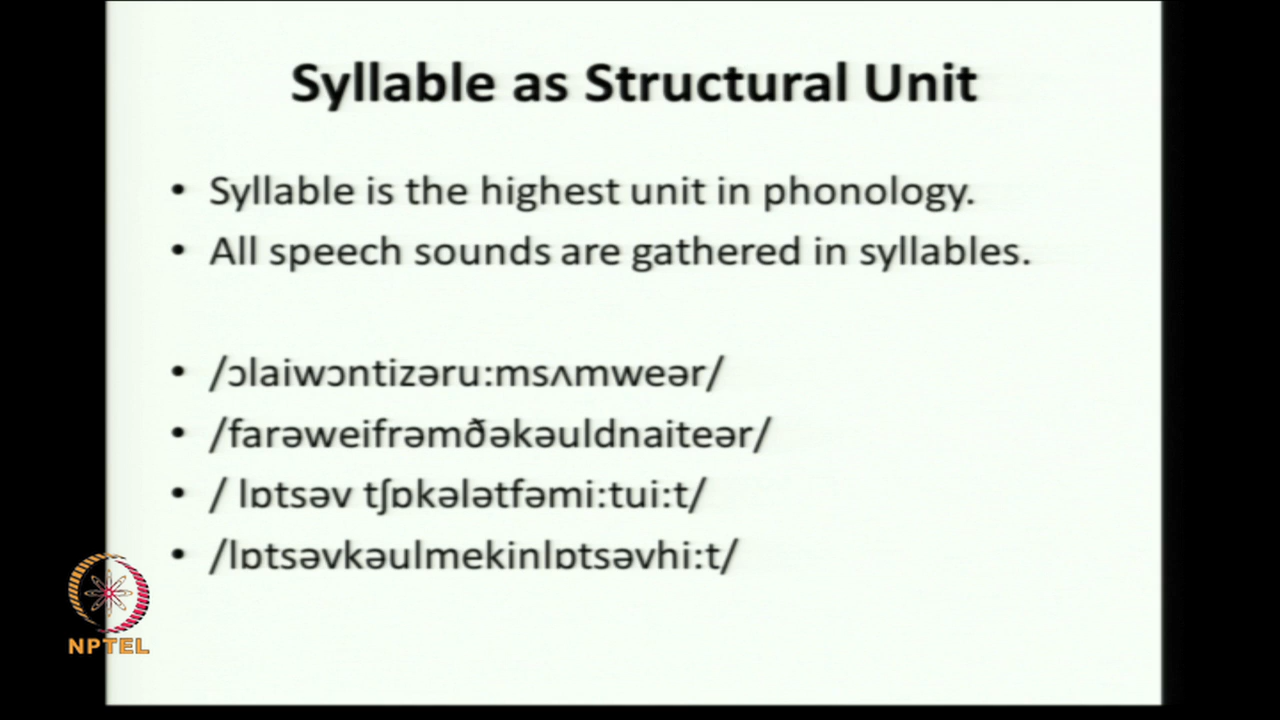 Syllable as Structural Unit
• Syllable is the highest unit in phonology.
• All speech sounds are gathered in syllables.
• /ɔlaiwɔntizəru:msʌmweər/
• /farəweifrəmðəkəuldnaiteər/
• / lɒtsəv tʃɒkələtfəmi:tui:t/
• /lɒtsəvkəulmekinlɒtsəvhi:t/
NPTEL